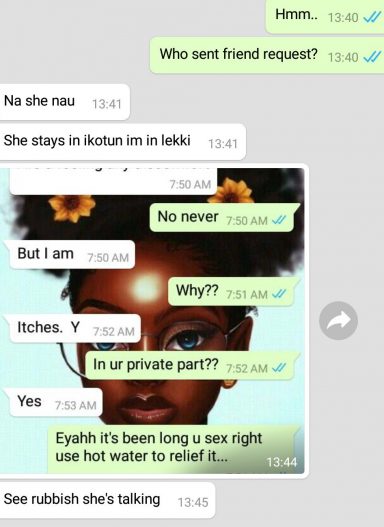 Hmm.. 13:40
Who sent friend request? 13:40
Na she nau 13:41
She stays in ikotun im in lekki 13:41
7:50 AM
No never 7:50 AM
But I am 7:50 AM
Why?? 7:51 AM
Itches. Y 7:52 AM
In ur private part?? 7:52 AM
Yes 7:53 AM
Eyahh it's been long u sex right
use hot water to relief it...
13:44
See rubbish she's talking 13:45